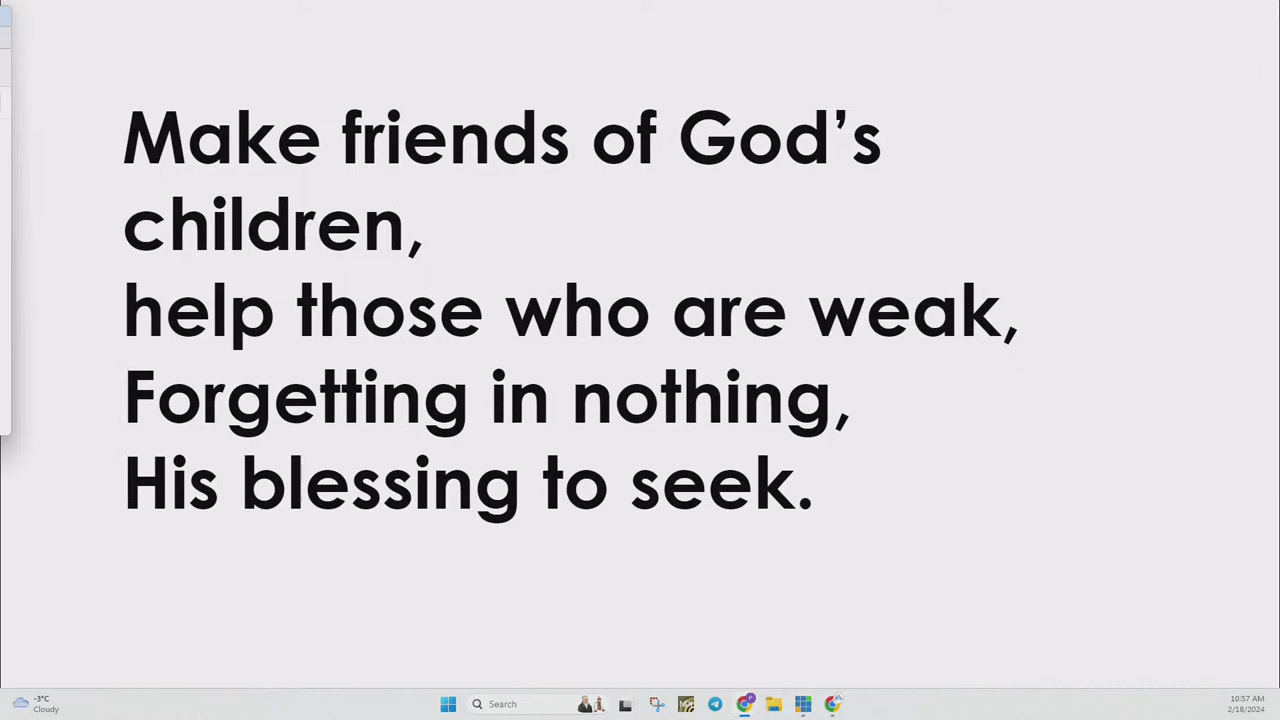 Make friends of God’s
children,
help those who are weak,
Forgetting in nothing,
His blessing to seek.
-3°C
Cloudy
Search
10:57 AM
2/18/2024